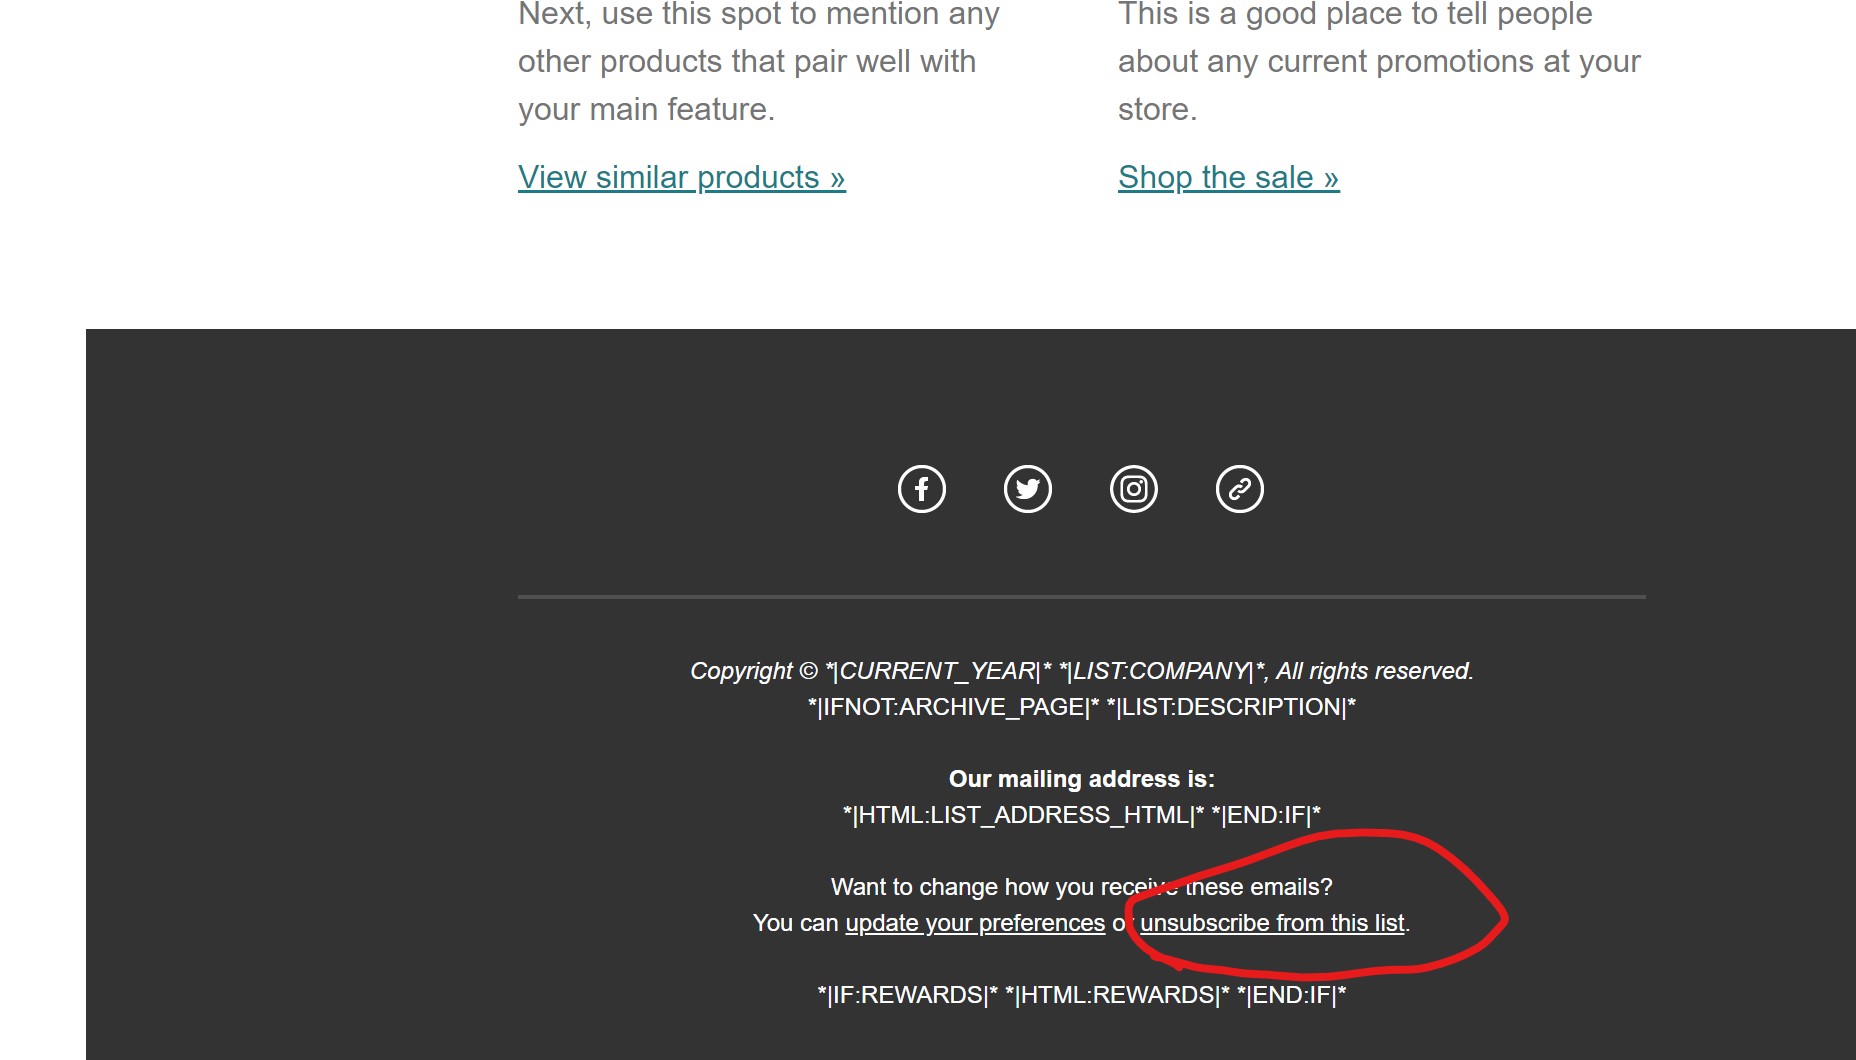 Next, use this spot to mention any
other products that pair well with
your main feature.
View similar products »
This is a good place to tell people
about any current promotions at your
store.
Shop the sale »
Copyright © *|CURRENT_YEAR|* *|LIST:COMPANY|*, All rights reserved.
*|IFNOT:ARCHIVE_PAGE|* *|LIST:DESCRIPTION|*
Our mailing address is:
*|HTML:LIST_ADDRESS_HTML|* *|END:IF|*
Want to change how you receive these emails?
You can update your preferences or unsubscribe from this list.
*|IF:REWARDS|* *|HTML:REWARDS|* *|END:IF|*